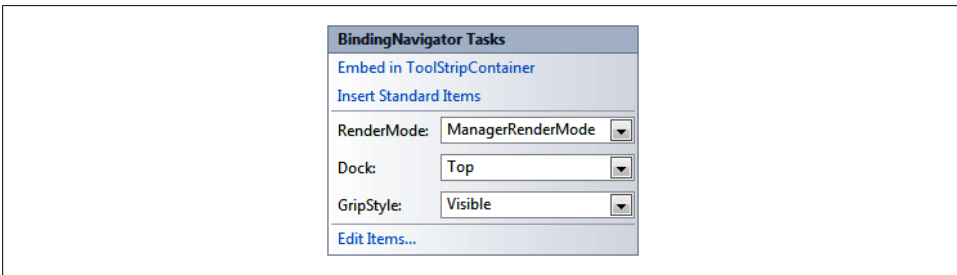 BindingNavigator Tasks
Embed in ToolStripContainer
Insert Standard Items
RenderMode: ManagerRenderMode
Dock: Top
GripStyle: Visible
Edit Items...